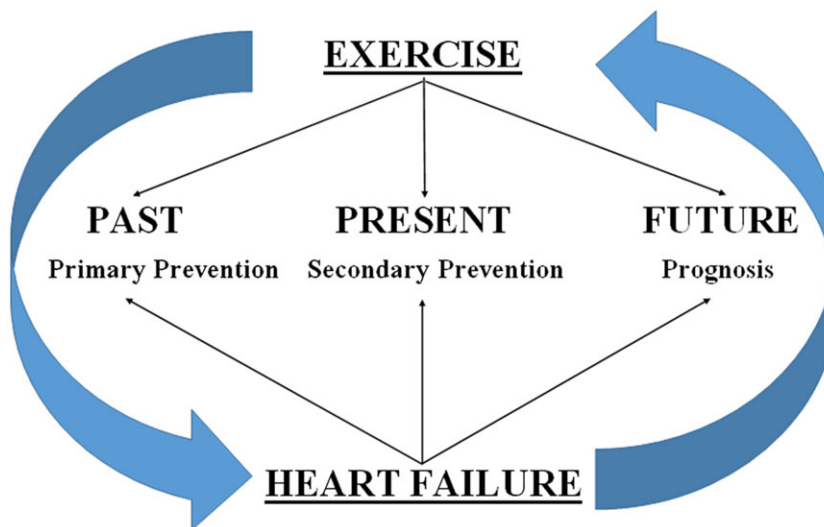 EXERCISE
PAST PRESENT FUTURE
Primary Prevention Secondary Prevention Prognosis
HEART FAILURE